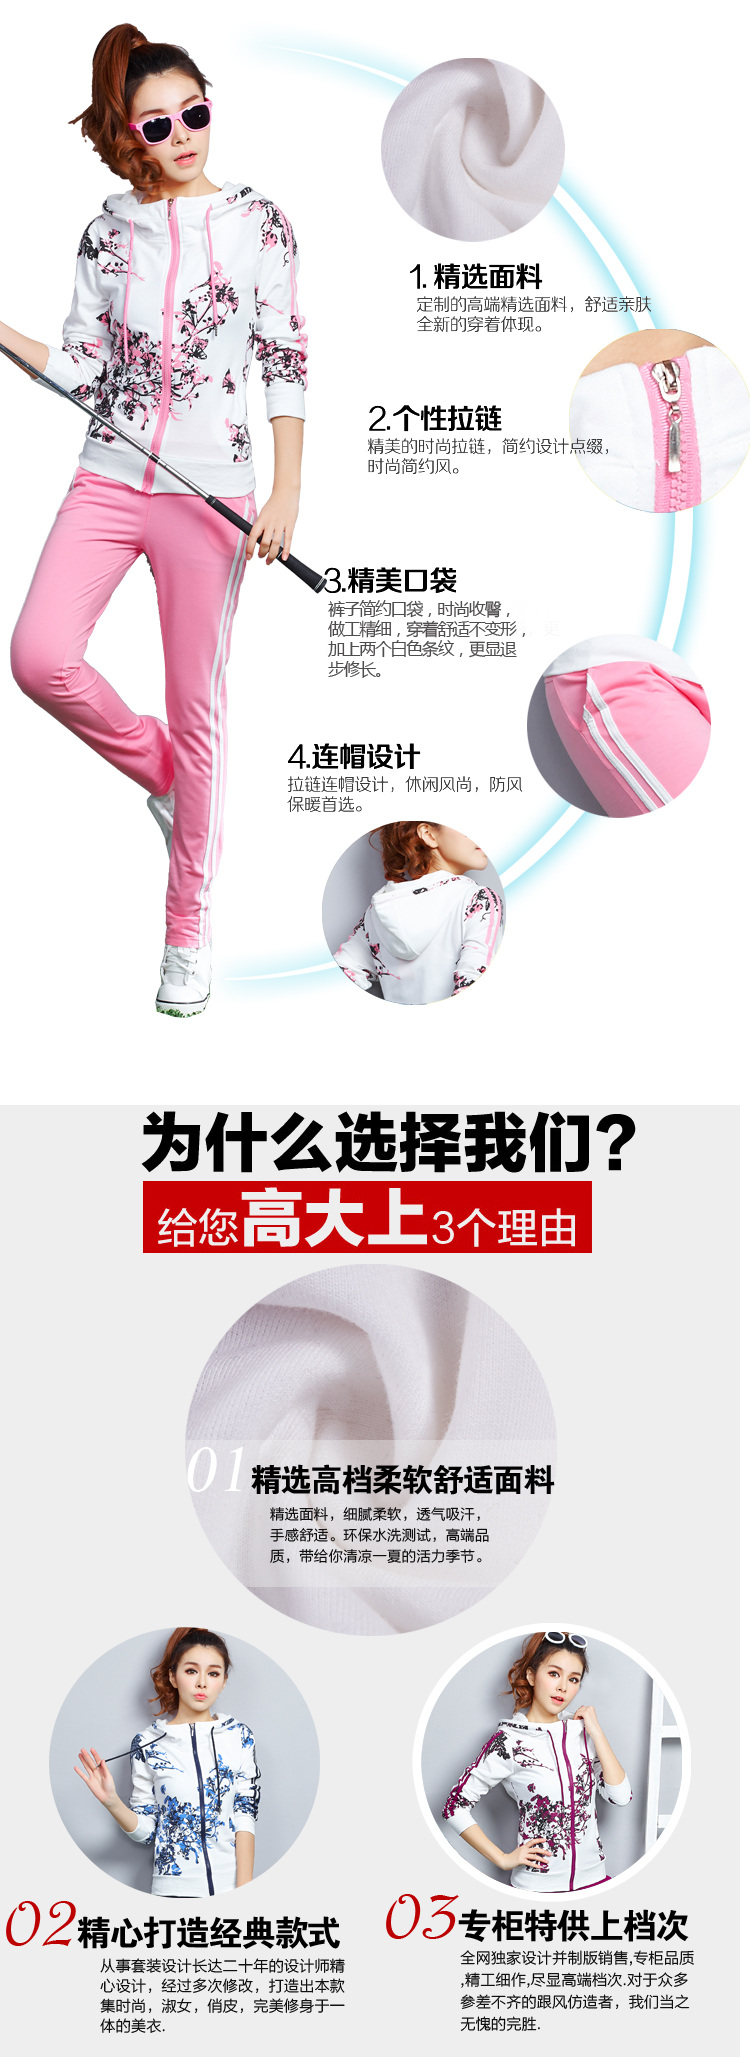 1. 精选面料
定制的高端精选面料，舒适亲肤
全新的穿着体现。
2.个性拉链
精美的时尚拉链，简约设计点缀，
时尚简约风。
3.精美口袋
裤子简约口袋，时尚收臀，
做工精细，穿着舒适不变形，
加上两个白色条纹，更显退
步修长。
4.连帽设计
拉链连帽设计，休闲风尚，防风
保暖首选。
为什么选择我们?
给您高大上3个理由
01 精选高档柔软舒适面料
精选面料，细腻柔软，透气吸汗，
手感舒适。环保水洗测试，高端品
质，带给你清凉一夏的活力季节。
02精心打造经典款式
从事套装设计长达二十年的设计师精
心设计，经过多次修改，打造出本款
集时尚，淑女，俏皮，完美修身于一
体的美衣.
03专柜特供上档次
全网独家设计并制版销售,专柜品质
,精工细作,尽显高端档次.对于众多
参差不齐的跟风仿造者，我们当之
无愧的完胜.